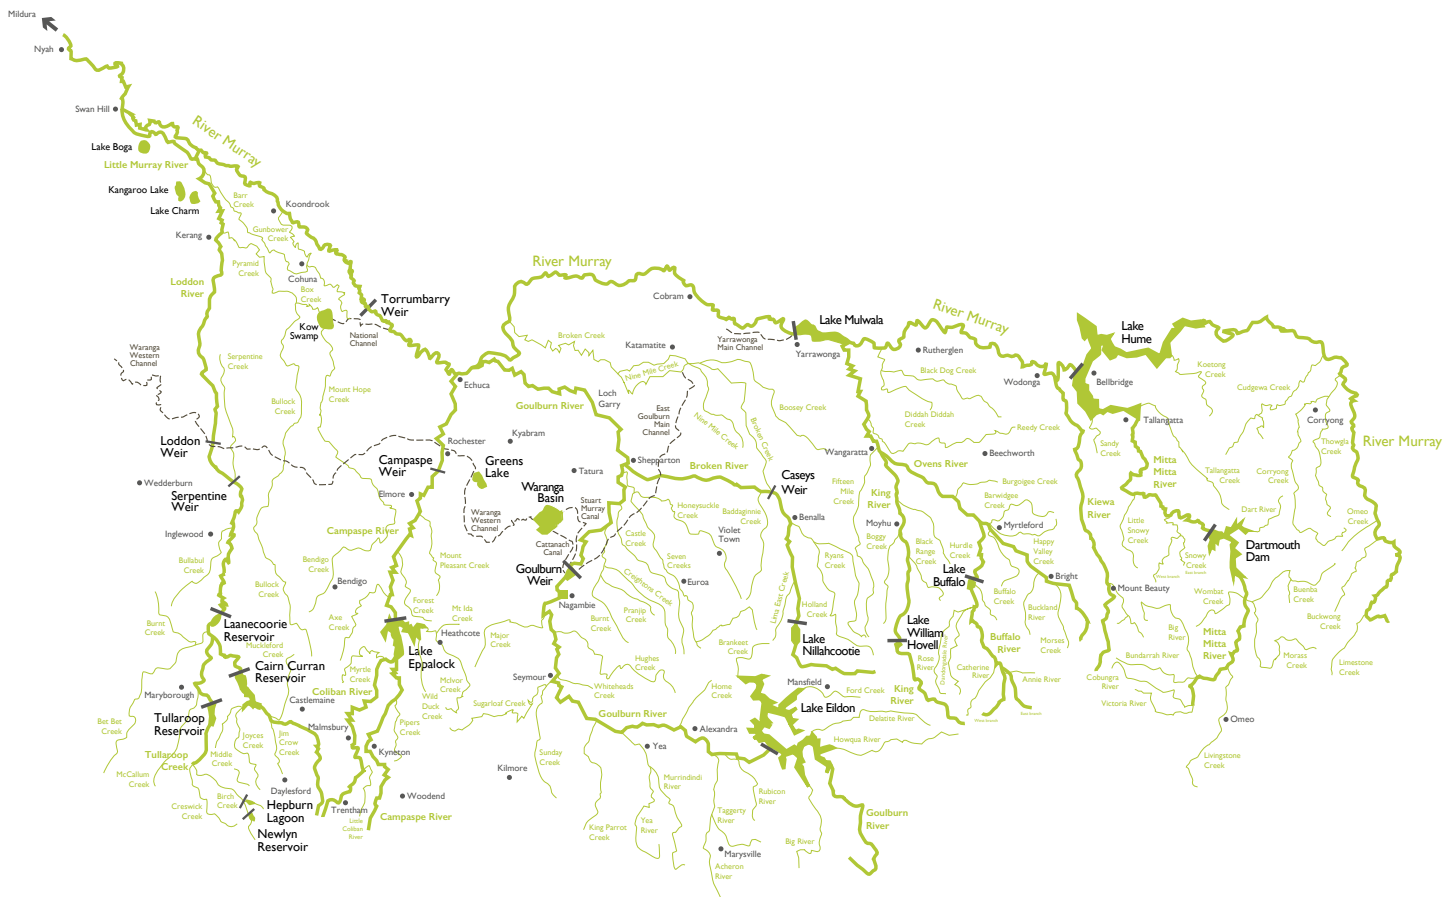 Mildura
Nyah
Swan Hill
River Murray
Lake Boga
Little Murray River
Kangaroo Lake
Lake Charm
Barr
Creek
Koondrook
Kerang
Gunbower
Creek
Pyramid
Creek
Cohuna
Box
Creek
Loddon
River
Torrumbarry
Weir
Kow
Swamp
National
Channel
River Murray
Cobram
Broken Creek
Katamatite
Yarrawonga
Main Channel
Lake Mulwala
Yarrawonga
River Murray
Rutherglen
Black Dog Creek
Wodonga
Lake
Hume
Bellbridge
Koetong
Creek
Cudgewa Creek
Waranga
Western
Channel
Serpentine
Creek
Mount Hope
Creek
Bullock
Creek
Echuca
Nine Mile Creek
Loch
Garry
Goulburn River
East
Goulburn
Main
Channel
Nine Mile Creek
Broken Creek
Boosey Creek
Diddah Diddah
Creek
Reedy Creek
Tallangatta
Corryong
Thowgla
Creek
River Murray
Sandy
Creek
Loddon
Weir
Rochester
Kyabram
Campaspe
Weir
Greens
Lake
Tatura
Shepparton
Broken River
Wangaratta
Ovens River
Beechworth
Mitta
Mitta
River
Tallangatta
Creek
Corryong
Creek
Wedderburn
Serpentine
Weir
Elmore
Waranga
Basin
Stuart
Murray
Canal
Caseys
Weir
Fifteen
Mile
Creek
King
River
Burgoigee Creek
Barwidgee
Creek
Kiewa
River
Dart River
Omeo
Creek
Honeysuckle
Creek
Baddaginnie
Creek
Benalla
Moyhu
Myrtleford
Little
Snowy
Creek
Inglewood
Campaspe River
Waranga
Western
Channel
Cattanach
Canal
Castle
Creek
Violet
Town
Boggy
Creek
Black
Range
Creek
Hurdle
Creek
Happy
Valley
Creek
Dartmouth
Dam
Bullabul
Creek
Bendigo
Creek
Mount
Pleasant Creek
Goulburn
Weir
Seven
Creeks
Ryans
Creek
Snowy
Creek
Bendigo
Bullock
Creek
Creightons Creek
Euroa
Lake
Buffalo
Bright
Mount Beauty
Wombat
Creek
Buenba
Creek
Forest
Creek
Mt Ida
Creek
Nagambie
Burnt
Creek
Pranjip
Creek
Lima East Creek
Holland
Creek
Buffalo
Creek
Buckland
River
Buckwong
Creek
Burnt
Creek
Laanecoorie
Reservoir
Axe
Creek
Heathcote
Major
Creek
Lake
William
Hovell
Buffalo
River
Morses
Creek
Big
River
Mitta
Mitta
River
Muckleford
Creek
Lake
Eppalock
Hughes
Creek
Brankeet
Creek
Lake
Nillahcootie
Rose
River
Dandongadale River
Catherine
River
Bundarrah River
Morass
Creek
Limestone
Creek
Cairn Curran
Reservoir
Myrtle
Creek
McIvor
Creek
Seymour
Whiteheads
Creek
Home
Creek
Mansfield
Ford Creek
King
River
Annie River
Cobungra
River
Maryborough
Coliban River
Wild
Duck
Creek
Sugarloaf Creek
Lake Eildon
Delatite River
Victoria River
Castlemaine
Bet Bet
Creek
Tullaroop
Reservoir
Malmsbury
Pipers
Creek
Goulburn River
Alexandra
Howqua River
Omeo
Joyces
Creek
Jim
Crow
Creek
Tullaroop
Creek
Middle
Creek
Kyneton
Sunday
Creek
Yea
Livingstone
Creek
McCallum
Creek
Kilmore
Murrindindi
River
Rubicon
River
Daylesford
Birch
Creek
Creswick
Creek
Hepburn
Lagoon
Trentham
Woodend
Little
Coliban
River
Campaspe River
King Parrot
Creek
Yea
River
Taggerty
River
Goulburn
River
Newlyn
Reservoir
Big River
Marysville
Acheron
River